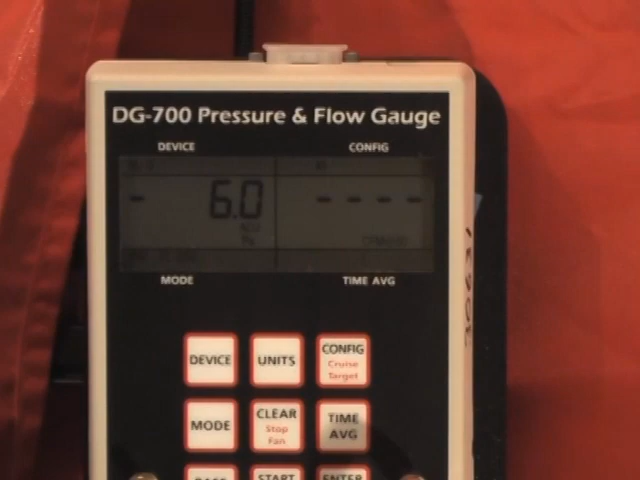 DG-700 Pressure & Flow Gauge
DEVICE CONFIG
- 6.0 - - - -
Pa
MODE TIME AVG
DEVICE UNITS CONFIG
Cruise
Target
MODE CLEAR TIME
Stop AVG
Fan
START ENTER